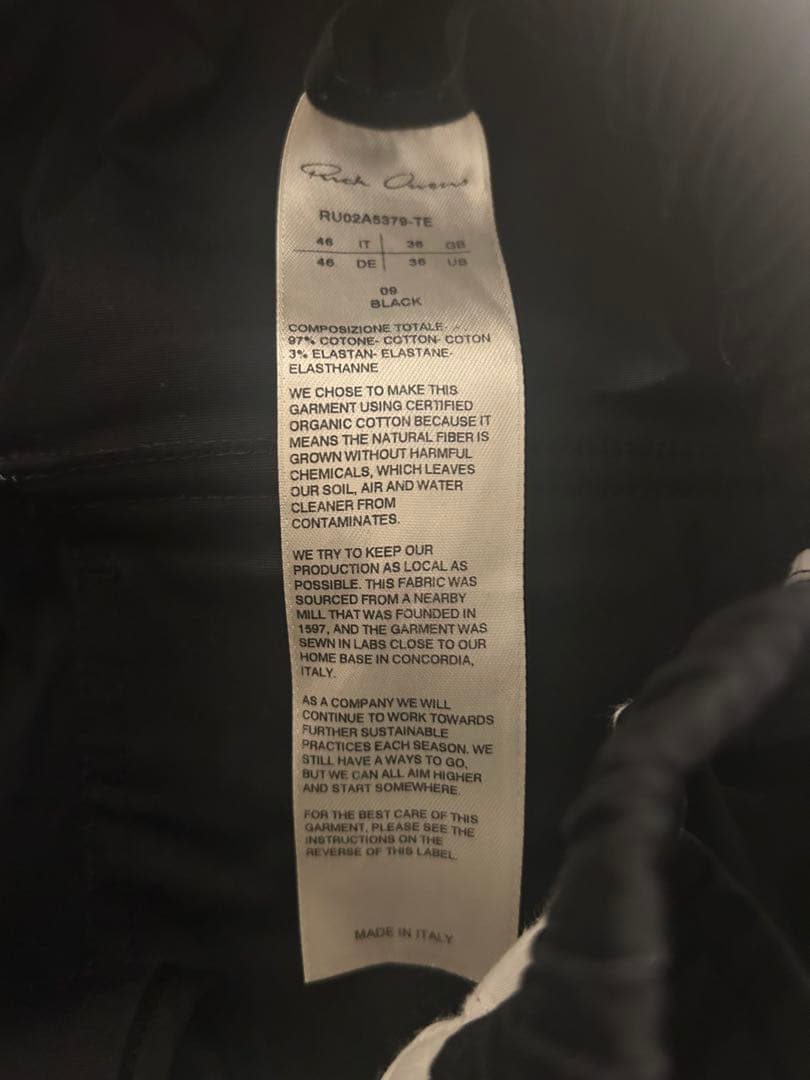 Rick Owens
RU02A5379-TE
46 IT 36 GB
46 DE 36 US
09
BLACK
COMPOSIZIONE TOTALE-
97% COTONE- COTTON- COTON
3% ELASTAN- ELASTANE-
ELASTHANNE
WE CHOSE TO MAKE THIS
GARMENT USING CERTIFIED
ORGANIC COTTON BECAUSE IT
MEANS THE NATURAL FIBER IS
GROWN WITHOUT HARMFUL
CHEMICALS, WHICH LEAVES
OUR SOIL, AIR AND WATER
CLEANER FROM
CONTAMINATES.
WE TRY TO KEEP OUR
PRODUCTION AS LOCAL AS
POSSIBLE. THIS FABRIC WAS
SOURCED FROM A NEARBY
MILL THAT WAS FOUNDED IN
1597, AND THE GARMENT WAS
SEWN IN LABS CLOSE TO OUR
HOME BASE IN CONCORDIA,
ITALY.
AS A COMPANY WE WILL
CONTINUE TO WORK TOWARDS
FURTHER SUSTAINABLE
PRACTICES EACH SEASON. WE
STILL HAVE A WAYS TO GO,
BUT WE CAN ALL AIM HIGHER
AND START SOMEWHERE.
FOR THE BEST CARE OF THIS
GARMENT, PLEASE SEE THE
INSTRUCTIONS ON THE
REVERSE OF THIS LABEL.
MADE IN ITALY